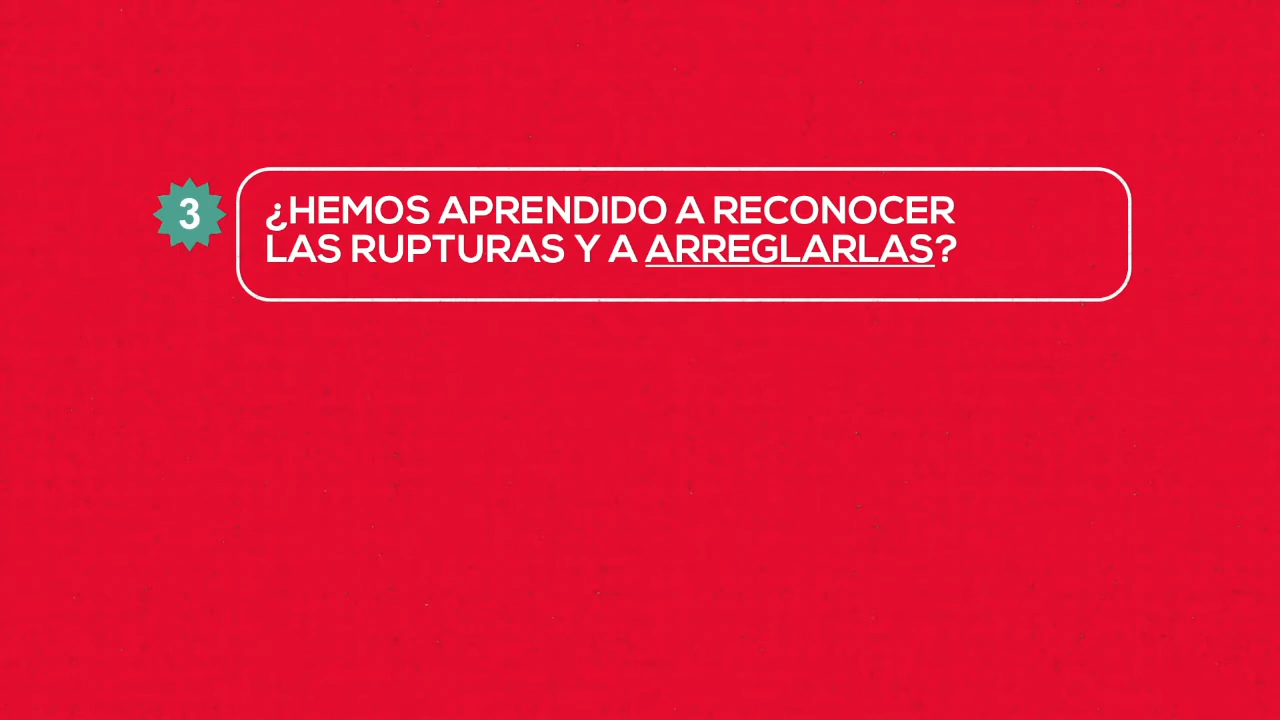 3
¿HEMOS APRENDIDO A RECONOCER
LAS RUPTURAS Y A ARREGLARLAS?